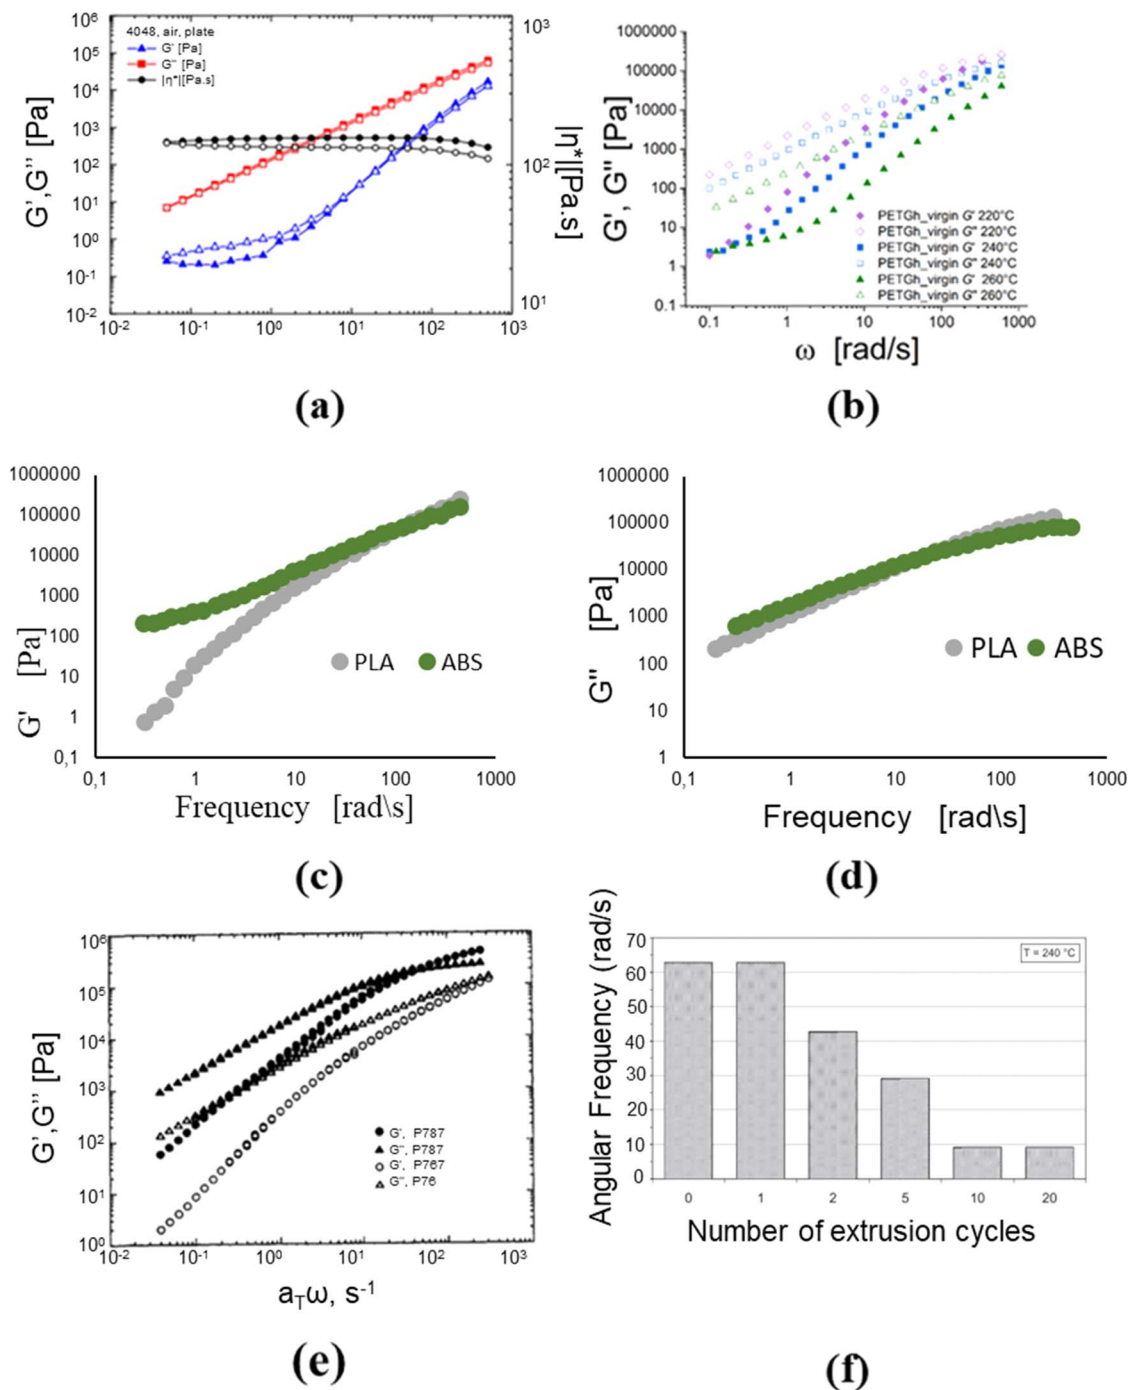 10⁶
10⁵
10⁴
10³
10²
10¹
10⁰
10⁻¹
10⁻²
G',G'' [Pa]
4048, air, plate
G' [Pa]
G'' [Pa]
|n*|[Pa.s]
10³
10²
10¹
|η*|[Pa.s]
10⁻² 10⁻¹ 10⁰ 10¹ 10² 10³
(a)
1000000
100000
10000
1000
100
10
1
0.1
G', G'' [Pa]
PETGh_virgin G' 220°C
PETGh_virgin G'' 220°C
PETGh_virgin G' 240°C
PETGh_virgin G'' 240°C
PETGh_virgin G' 260°C
PETGh_virgin G'' 260°C
0.1 1 10 100 1000
ω [rad/s]
(b)
1000000
100000
10000
1000
100
10
1
0,1
G' [Pa]
PLA ABS
0,1 1 10 100 1000
Frequency [rad\s]
(c)
1000000
100000
10000
1000
100
10
1
G'' [Pa]
PLA ABS
0,1 1 10 100 1000
Frequency [rad\s]
(d)
10⁶
10⁵
10⁴
10³
10²
10¹
10⁰
G',G'' [Pa]
G', P787
G'', P787
G', P767
G'', P76
10⁻² 10⁻¹ 10⁰ 10¹ 10² 10³
a_Tω, s⁻¹
(e)
70
60
50
40
30
20
10
0
Angular Frequency (rad/s)
T = 240 °C
0 1 2 5 10 20
Number of extrusion cycles
(f)